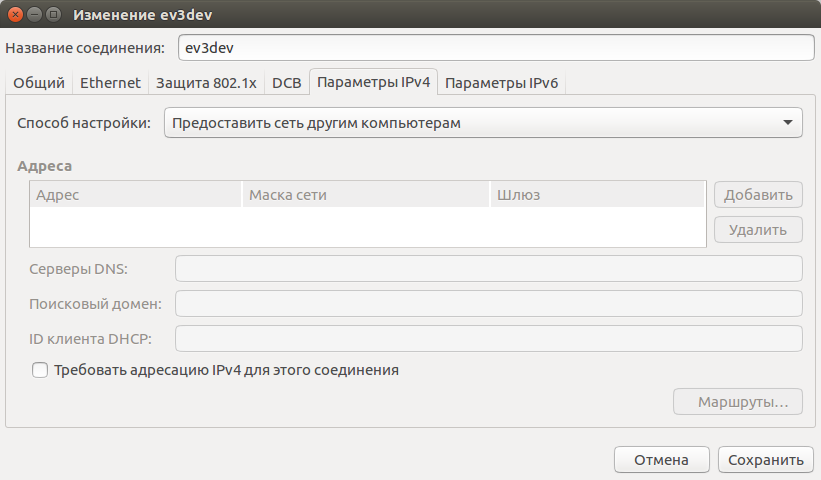 Изменение ev3dev
Название соединения: ev3dev
Общий Ethernet Защита 802.1x DCB Параметры IPv4 Параметры IPv6
Способ настройки: Предоставить сеть другим компьютерам
Адреса
Адрес Маска сети Шлюз Добавить
Удалить
Серверы DNS:
Поисковый домен:
ID клиента DHCP:
Требовать адресацию IPv4 для этого соединения
Маршруты...
Отмена Сохранить